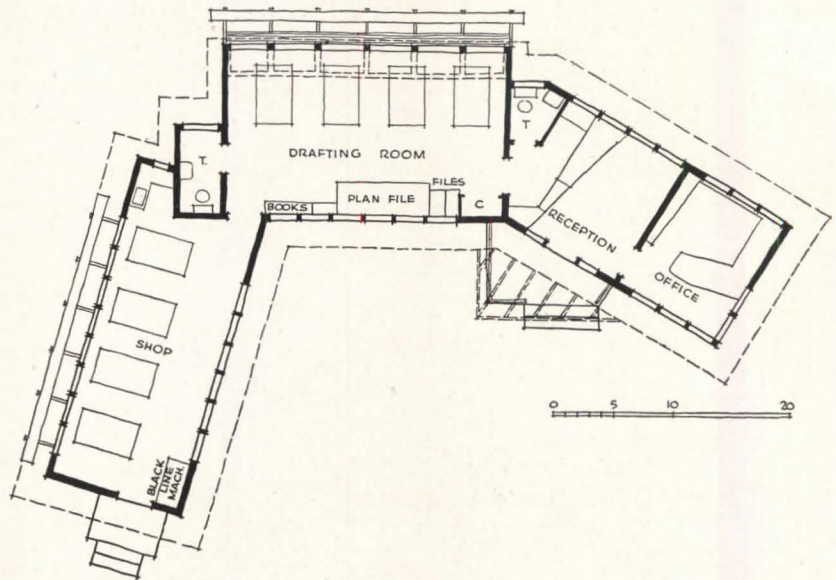 T.
DRAFTING ROOM
FILES
BOOKS
PLAN FILE
C
T
RECEPTION
OFFICE
SHOP
BLACK
LINE
MACH.
0 5 10 20